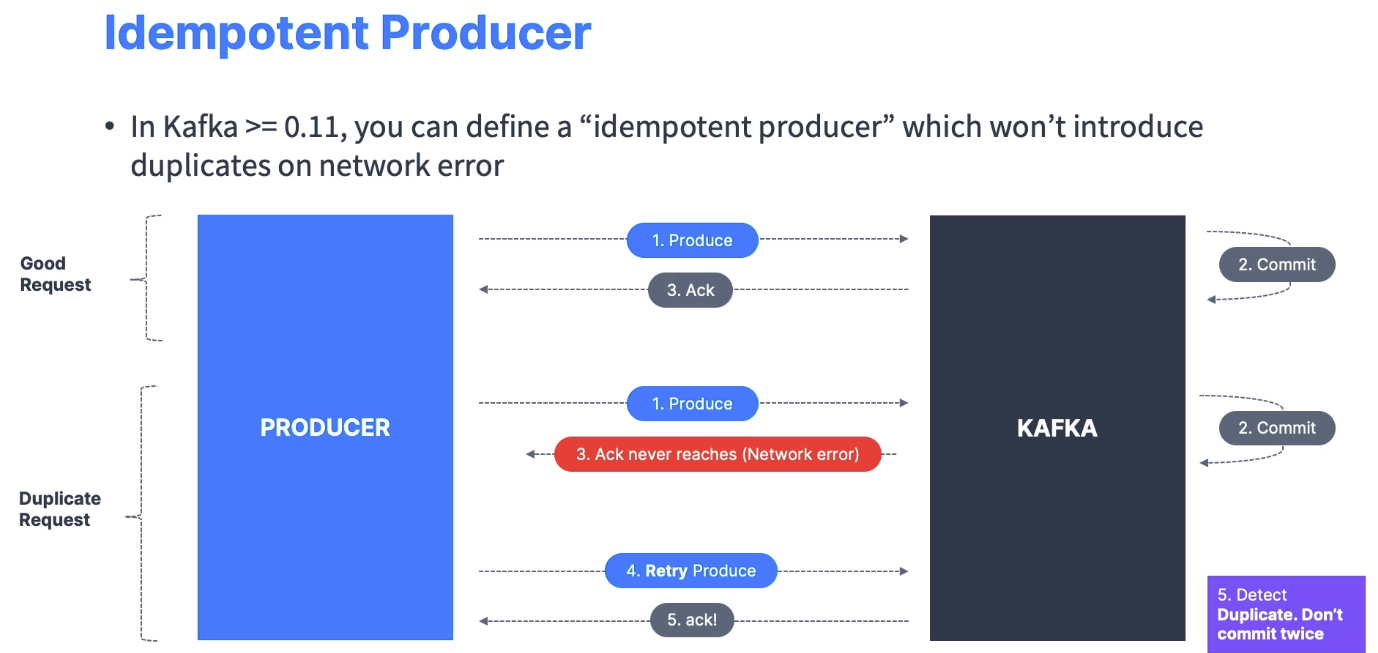 Idempotent Producer
• In Kafka >= 0.11, you can define a “idempotent producer” which won’t introduce
duplicates on network error
Good
Request
PRODUCER
1. Produce
3. Ack
KAFKA
2. Commit
Duplicate
Request
1. Produce
3. Ack never reaches (Network error)
2. Commit
4. Retry Produce
5. ack!
5. Detect
Duplicate. Don’t
commit twice